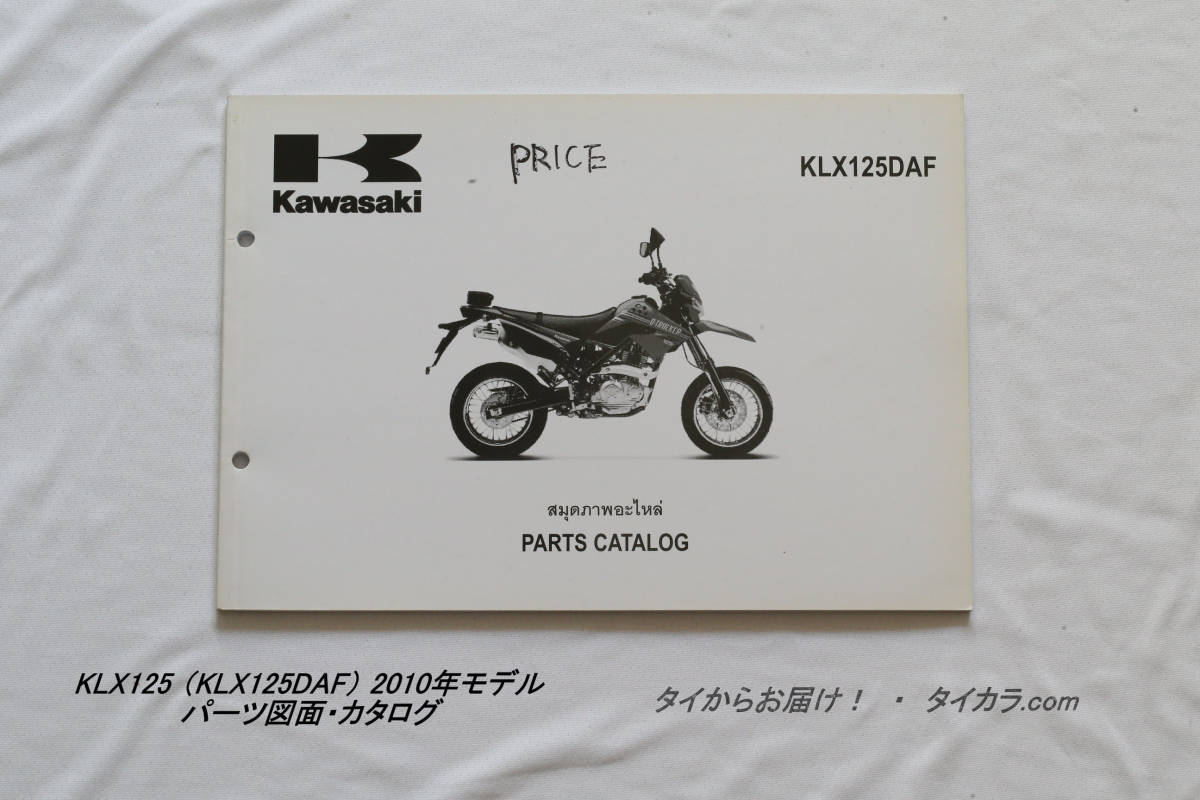 Kawasaki
PRICE
KLX125DAF
D-TRACKER
สมุดภาพอะไหล่
PARTS CATALOG
KLX125（KLX125DAF）2010年モデル
パーツ図面・カタログ
タイからお届け！ ・ タイカラ.com